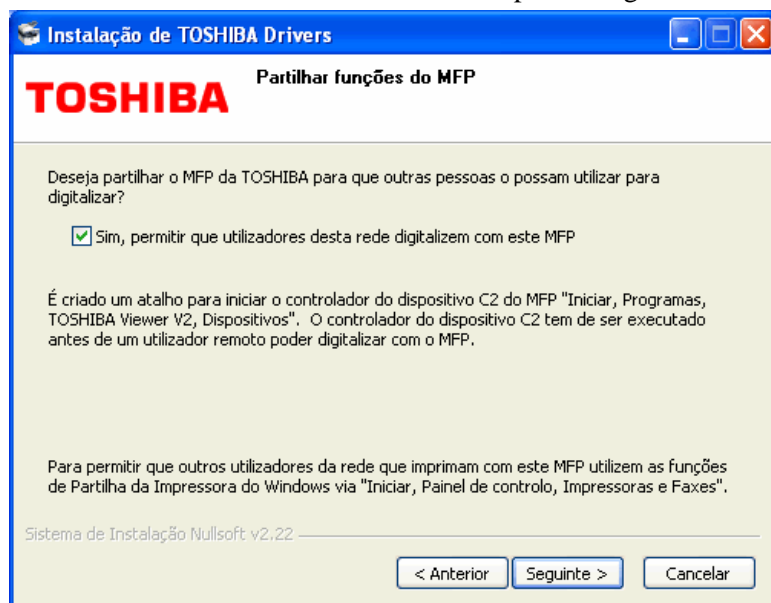 Instalação de TOSHIBA Drivers
TOSHIBA
Partilhar funções do MFP
Deseja partilhar o MFP da TOSHIBA para que outras pessoas o possam utilizar para
digitalizar?
Sim, permitir que utilizadores desta rede digitalizem com este MFP
É criado um atalho para iniciar o controlador do dispositivo C2 do MFP "Iniciar, Programas,
TOSHIBA Viewer V2, Dispositivos". O controlador do dispositivo C2 tem de ser executado
antes de um utilizador remoto poder digitalizar com o MFP.
Para permitir que outros utilizadores da rede que imprimam com este MFP utilizem as funções
de Partilha da Impressora do Windows via "Iniciar, Painel de controlo, Impressoras e Faxes".
Sistema de Instalação Nullsoft v2.22
< Anterior Seguinte > Cancelar